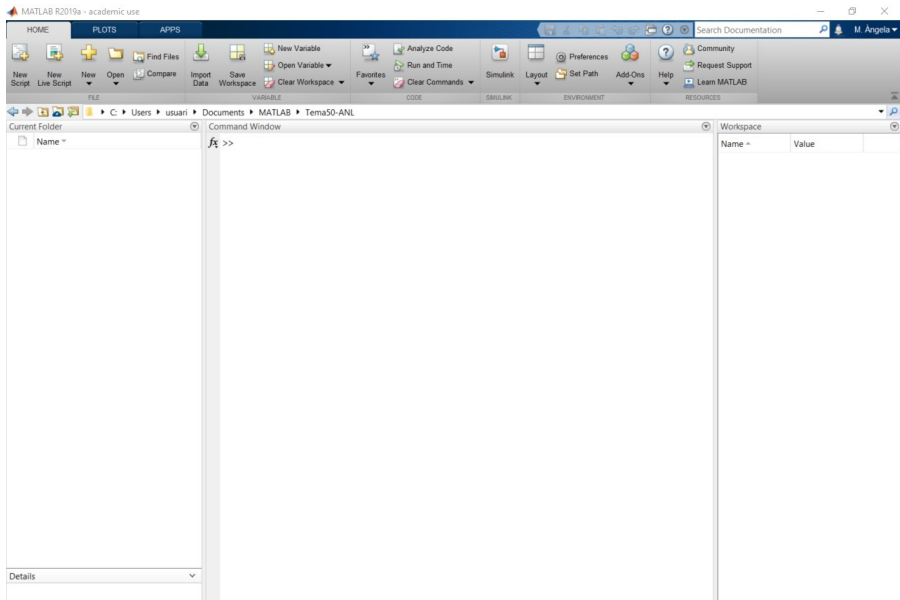 MATLAB R2019a - academic use
HOME PLOTS APPS
Search Documentation
M. Àngela
New Script
New Live Script
New
Open
Find Files
Compare
FILE
Import Data
Save Workspace
New Variable
Open Variable
Clear Workspace
VARIABLE
Favorites
Analyze Code
Run and Time
Clear Commands
CODE
Simulink
SIMULINK
Layout
Preferences
Set Path
Add-Ons
ENVIRONMENT
Help
Community
Request Support
Learn MATLAB
RESOURCES
C: Users usuari Documents MATLAB Tema50-ANL
Current Folder
Name
Command Window
fx >>
Workspace
Name Value
Details